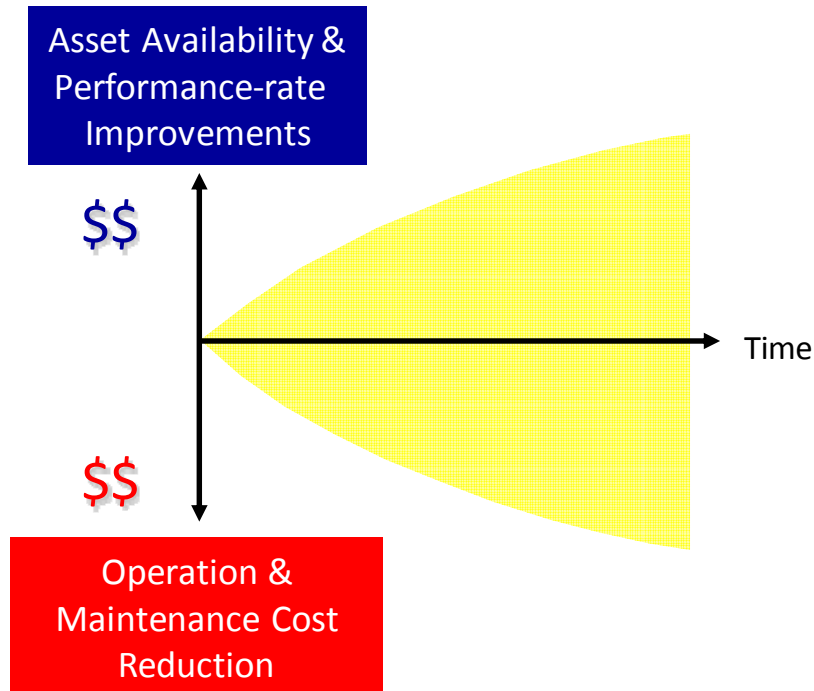 Asset Availability &
Performance-rate
Improvements
$$
Time
$$
Operation &
Maintenance Cost
Reduction